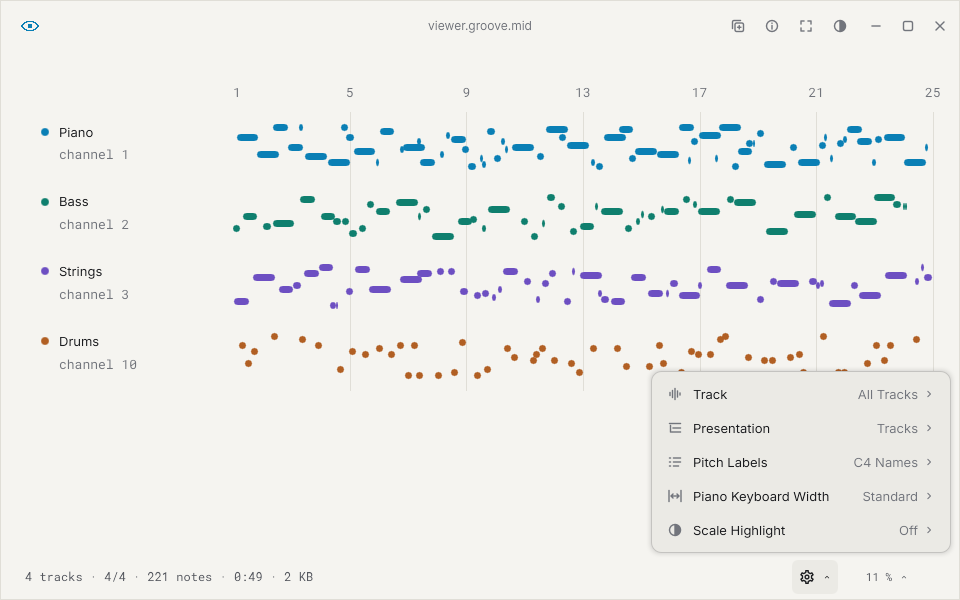 viewer.groove.mid
1 5 9 13 17 21 25
Piano
channel 1
Bass
channel 2
Strings
channel 3
Drums
channel 10
Track All Tracks
Presentation Tracks
Pitch Labels C4 Names
Piano Keyboard Width Standard
Scale Highlight Off
4 tracks · 4/4 · 221 notes · 0:49 · 2 KB 11 %